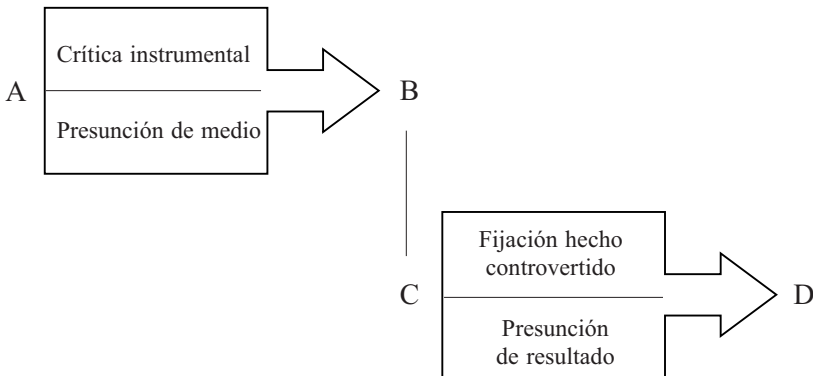 Crítica instrumental
A
B
Presunción de medio
Fijación hecho
controvertido
C
D
Presunción
de resultado